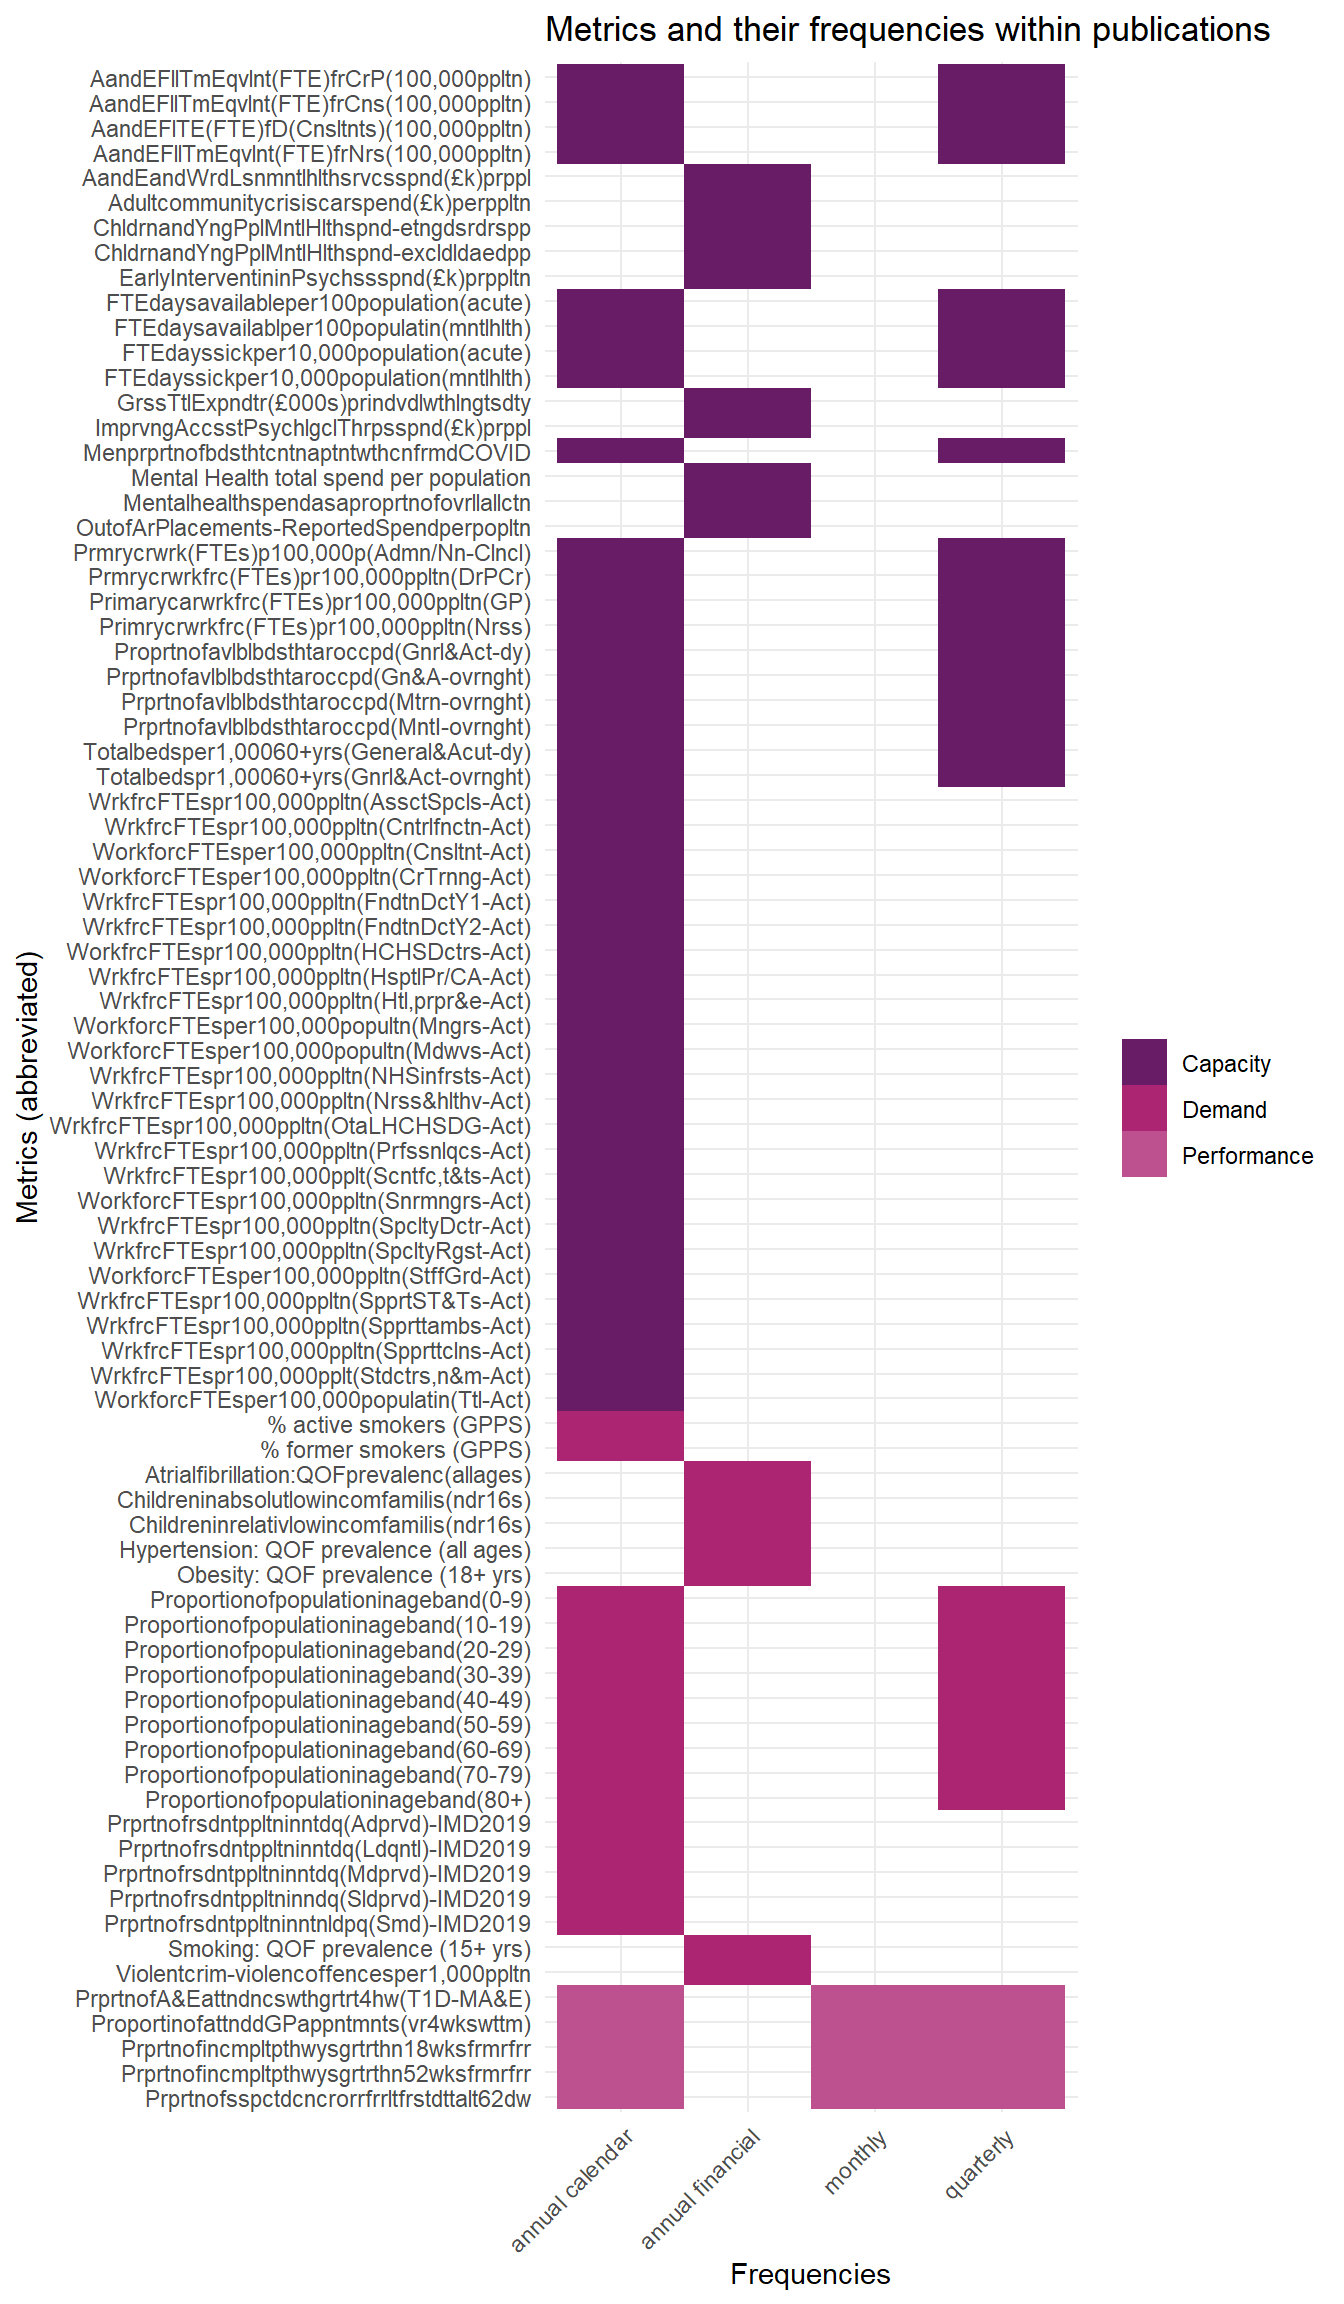 Metrics and their frequencies within publications
AandEFllTmEqvlnt(FTE)frCrP(100,000ppltn)
AandEFllTmEqvlnt(FTE)frCns(100,000ppltn)
AandEFlTE(FTE)fD(Cnsltnts)(100,000ppltn)
AandEFllTmEqvlnt(FTE)frNrs(100,000ppltn)
AandEandWrdLsnmntlhlthsrvcsspnd(£k)prppl
Adultcommunitycrisiscarspend(£k)perppltn
ChldrnandYngPplMntlHlthspnd-etngdsrdrspp
ChldrnandYngPplMntlHlthspnd-excldldaedpp
EarlyInterventininPsychssspnd(£k)prppltn
FTEdaysavailableper100population(acute)
FTEdaysavailablper100populatin(mntlhlth)
FTEdayssickper10,000population(acute)
FTEdayssickper10,000population(mntlhlth)
GrssTtlExpndtr(£000s)prindvdlwthlngtsdty
ImprvngAccsstPsychlgclThrpsspnd(£k)prppl
Menprprtnofbdsthtcntnaptntwthcnfrmd​COVID
Mental Health total spend per population
Mentalhealthspendasaproprtnofovrllallctn
OutofArPlacements-ReportedSpendperpopltn
Prmrycrwrk(FTEs)p100,000p(Admn/Nn-Clncl)
Prmrycrwrkfrc(FTEs)pr100,000ppltn(DrPCr)
Primarycarwrkfrc(FTEs)pr100,000ppltn(GP)
Primrycrwrkfrc(FTEs)pr100,000ppltn(Nrss)
Proprtnofavlblbdsthtaroccpd(Gnrl&Act-dy)
Prprtnofavlblbdsthtaroccpd(Gn&A-ovrnght)
Prprtnofavlblbdsthtaroccpd(Mtrn-ovrnght)
Prprtnofavlblbdsthtaroccpd(Mntl-ovrnght)
Totalbedsper1,00060+yrs(General&Acut-dy)
Totalbedspr1,00060+yrs(Gnrl&Act-ovrnght)
WrkfrcFTEspr100,000ppltn(AssctSpcls-Act)
WrkfrcFTEspr100,000ppltn(Cntrlfnctn-Act)
WorkforcFTEsper100,000ppltn(Cnsltnt-Act)
WorkforcFTEsper100,000ppltn(CrTrnng-Act)
WrkfrcFTEspr100,000ppltn(FndtnDctY1-Act)
WrkfrcFTEspr100,000ppltn(FndtnDctY2-Act)
WorkfrcFTEspr100,000ppltn(HCHSDctrs-Act)
WrkfrcFTEspr100,000ppltn(HsptlPr/CA-Act)
WrkfrcFTEspr100,000ppltn(Htl,prpr&e-Act)
WorkforcFTEsper100,000popultn(Mngrs-Act)
WorkforcFTEsper100,000popultn(Mdwvs-Act)
WrkfrcFTEspr100,000ppltn(NHSinfrsts-Act)
WrkfrcFTEspr100,000ppltn(Nrss&hlthv-Act)
WrkfrcFTEspr100,000ppltn(OtaLHCHSDG-Act)
WrkfrcFTEspr100,000ppltn(Prfssnlqcs-Act)
WrkfrcFTEspr100,000pplt(Scntfc,t&ts-Act)
WorkforcFTEspr100,000ppltn(Snrmngrs-Act)
WrkfrcFTEspr100,000ppltn(SpcltyDctr-Act)
WrkfrcFTEspr100,000ppltn(SpcltyRgst-Act)
WorkforcFTEsper100,000ppltn(StffGrd-Act)
WrkfrcFTEspr100,000ppltn(SpprtST&Ts-Act)
WrkfrcFTEspr100,000ppltn(Spprttambs-Act)
WrkfrcFTEspr100,000ppltn(Spprttclns-Act)
WrkfrcFTEspr100,000pplt(Stdctrs,n&m-Act)
WorkforcFTEsper100,000populatin(Ttl-Act)
% active smokers (GPPS)
% former smokers (GPPS)
Atrialfibrillation:QOFprevalenc(allages)
Childreninabsolutlowincomfamilis(ndr16s)
Childreninrelativlowincomfamilis(ndr16s)
Hypertension: QOF prevalence (all ages)
Obesity: QOF prevalence (18+ yrs)
Proportionofpopulationinageband(0-9)
Proportionofpopulationinageband(10-19)
Proportionofpopulationinageband(20-29)
Proportionofpopulationinageband(30-39)
Proportionofpopulationinageband(40-49)
Proportionofpopulationinageband(50-59)
Proportionofpopulationinageband(60-69)
Proportionofpopulationinageband(70-79)
Proportionofpopulationinageband(80+)
Prprtnofrsdntppltninntdq(Adprvd)-IMD2019
Prprtnofrsdntppltninntdq(Ldqntl)-IMD2019
Prprtnofrsdntppltninntdq(Mdprvd)-IMD2019
Prprtnofrsdntppltninndq(Sldprvd)-IMD2019
Prprtnofrsdntppltninntnldpq(Smd)-IMD2019
Smoking: QOF prevalence (15+ yrs)
Violentcrim-violencoffencesper1,000ppltn
PrprtnofA&Eattndncswthgrtrt4hw(T1D-MA&E)
ProportinofattnddGPappntmnts(vr4wkswttm)
Prprtnofincmpltpthwysgrtrthn18wksfrmrfrr
Prprtnofincmpltpthwysgrtrthn52wksfrmrfrr
Prprtnofsspctdcncrorrfrrltfrstdttalt62dw
Metrics (abbreviated)
annual calendar
annual financial
monthly
quarterly
Frequencies
Capacity
Demand
Performance